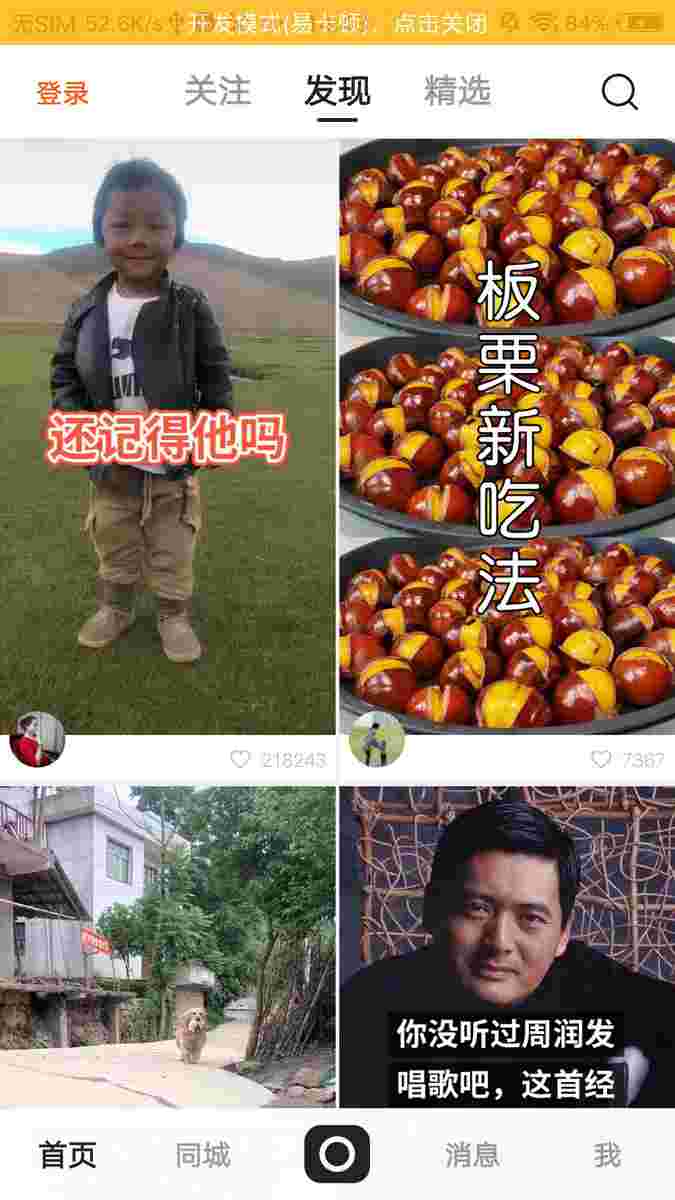 无SIM 52.6K/s
开发模式(易卡顿)，点击关闭
84%
登录
关注
发现
精选
还记得他吗
板栗新吃法
218243
7367
你没听过周润发
唱歌吧，这首经
首页
同城
消息
我